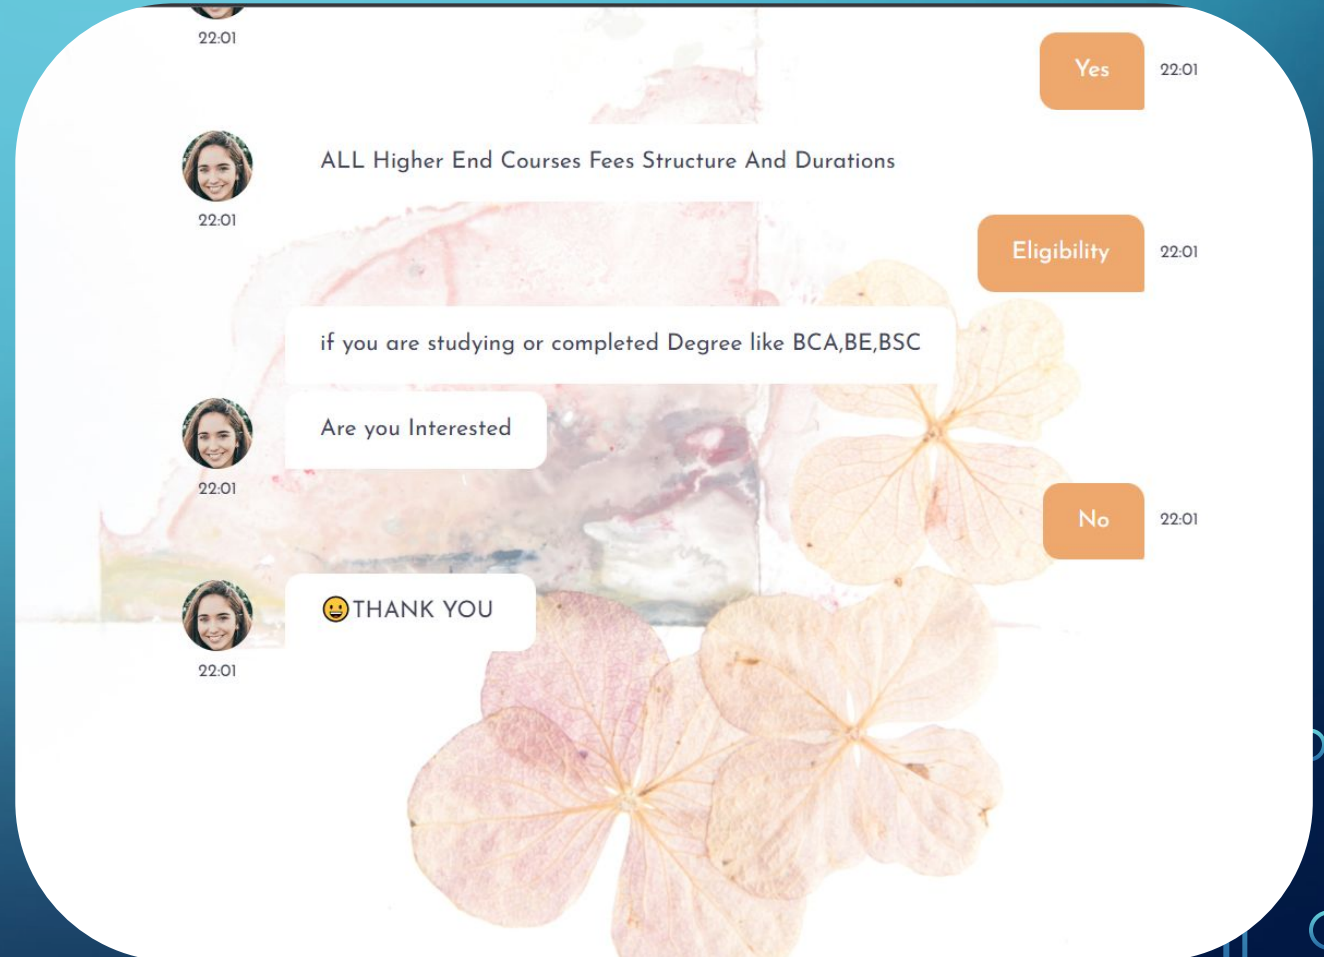 22:01
Yes
22:01
ALL Higher End Courses Fees Structure And Durations
22:01
Eligibility
22:01
if you are studying or completed Degree like BCA,BE,BSC
Are you Interested
22:01
No
22:01
😀THANK YOU
22:01